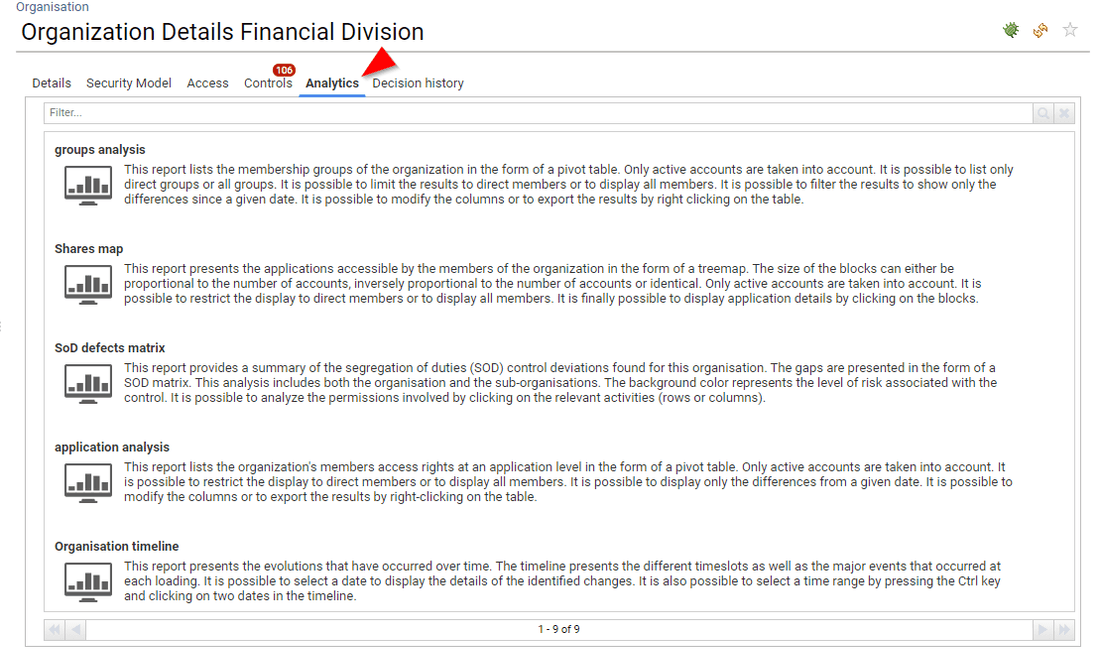 Organisation
Organization Details Financial Division
106
Details Security Model Access Controls Analytics Decision history
Filter...
groups analysis
This report lists the membership groups of the organization in the form of a pivot table. Only active accounts are taken into account. It is possible to list only
direct groups or all groups. It is possible to limit the results to direct members or to display all members. It is possible to filter the results to show only the
differences since a given date. It is possible to modify the columns or to export the results by right clicking on the table.
Shares map
This report presents the applications accessible by the members of the organization in the form of a treemap. The size of the blocks can either be
proportional to the number of accounts, inversely proportional to the number of accounts or identical. Only active accounts are taken into account. It is
possible to restrict the display to direct members or to display all members. It is finally possible to display application details by clicking on the blocks.
SoD defects matrix
This report provides a summary of the segregation of duties (SOD) control deviations found for this organisation. The gaps are presented in the form of a
SOD matrix. This analysis includes both the organisation and the sub-organisations. The background color represents the level of risk associated with the
control. It is possible to analyze the permissions involved by clicking on the relevant activities (rows or columns).
application analysis
This report lists the organization's members access rights at an application level in the form of a pivot table. Only active accounts are taken into account. It
is possible to restrict the display to direct members or to display all members. It is possible to display only the differences from a given date. It is possible to
modify the columns or to export the results by right-clicking on the table.
Organisation timeline
This report presents the evolutions that have occurred over time. The timeline presents the different timeslots as well as the major events that occurred at
each loading. It is possible to select a date to display the details of the identified changes. It is also possible to select a time range by pressing the Ctrl key
and clicking on two dates in the timeline.
1 - 9 of 9